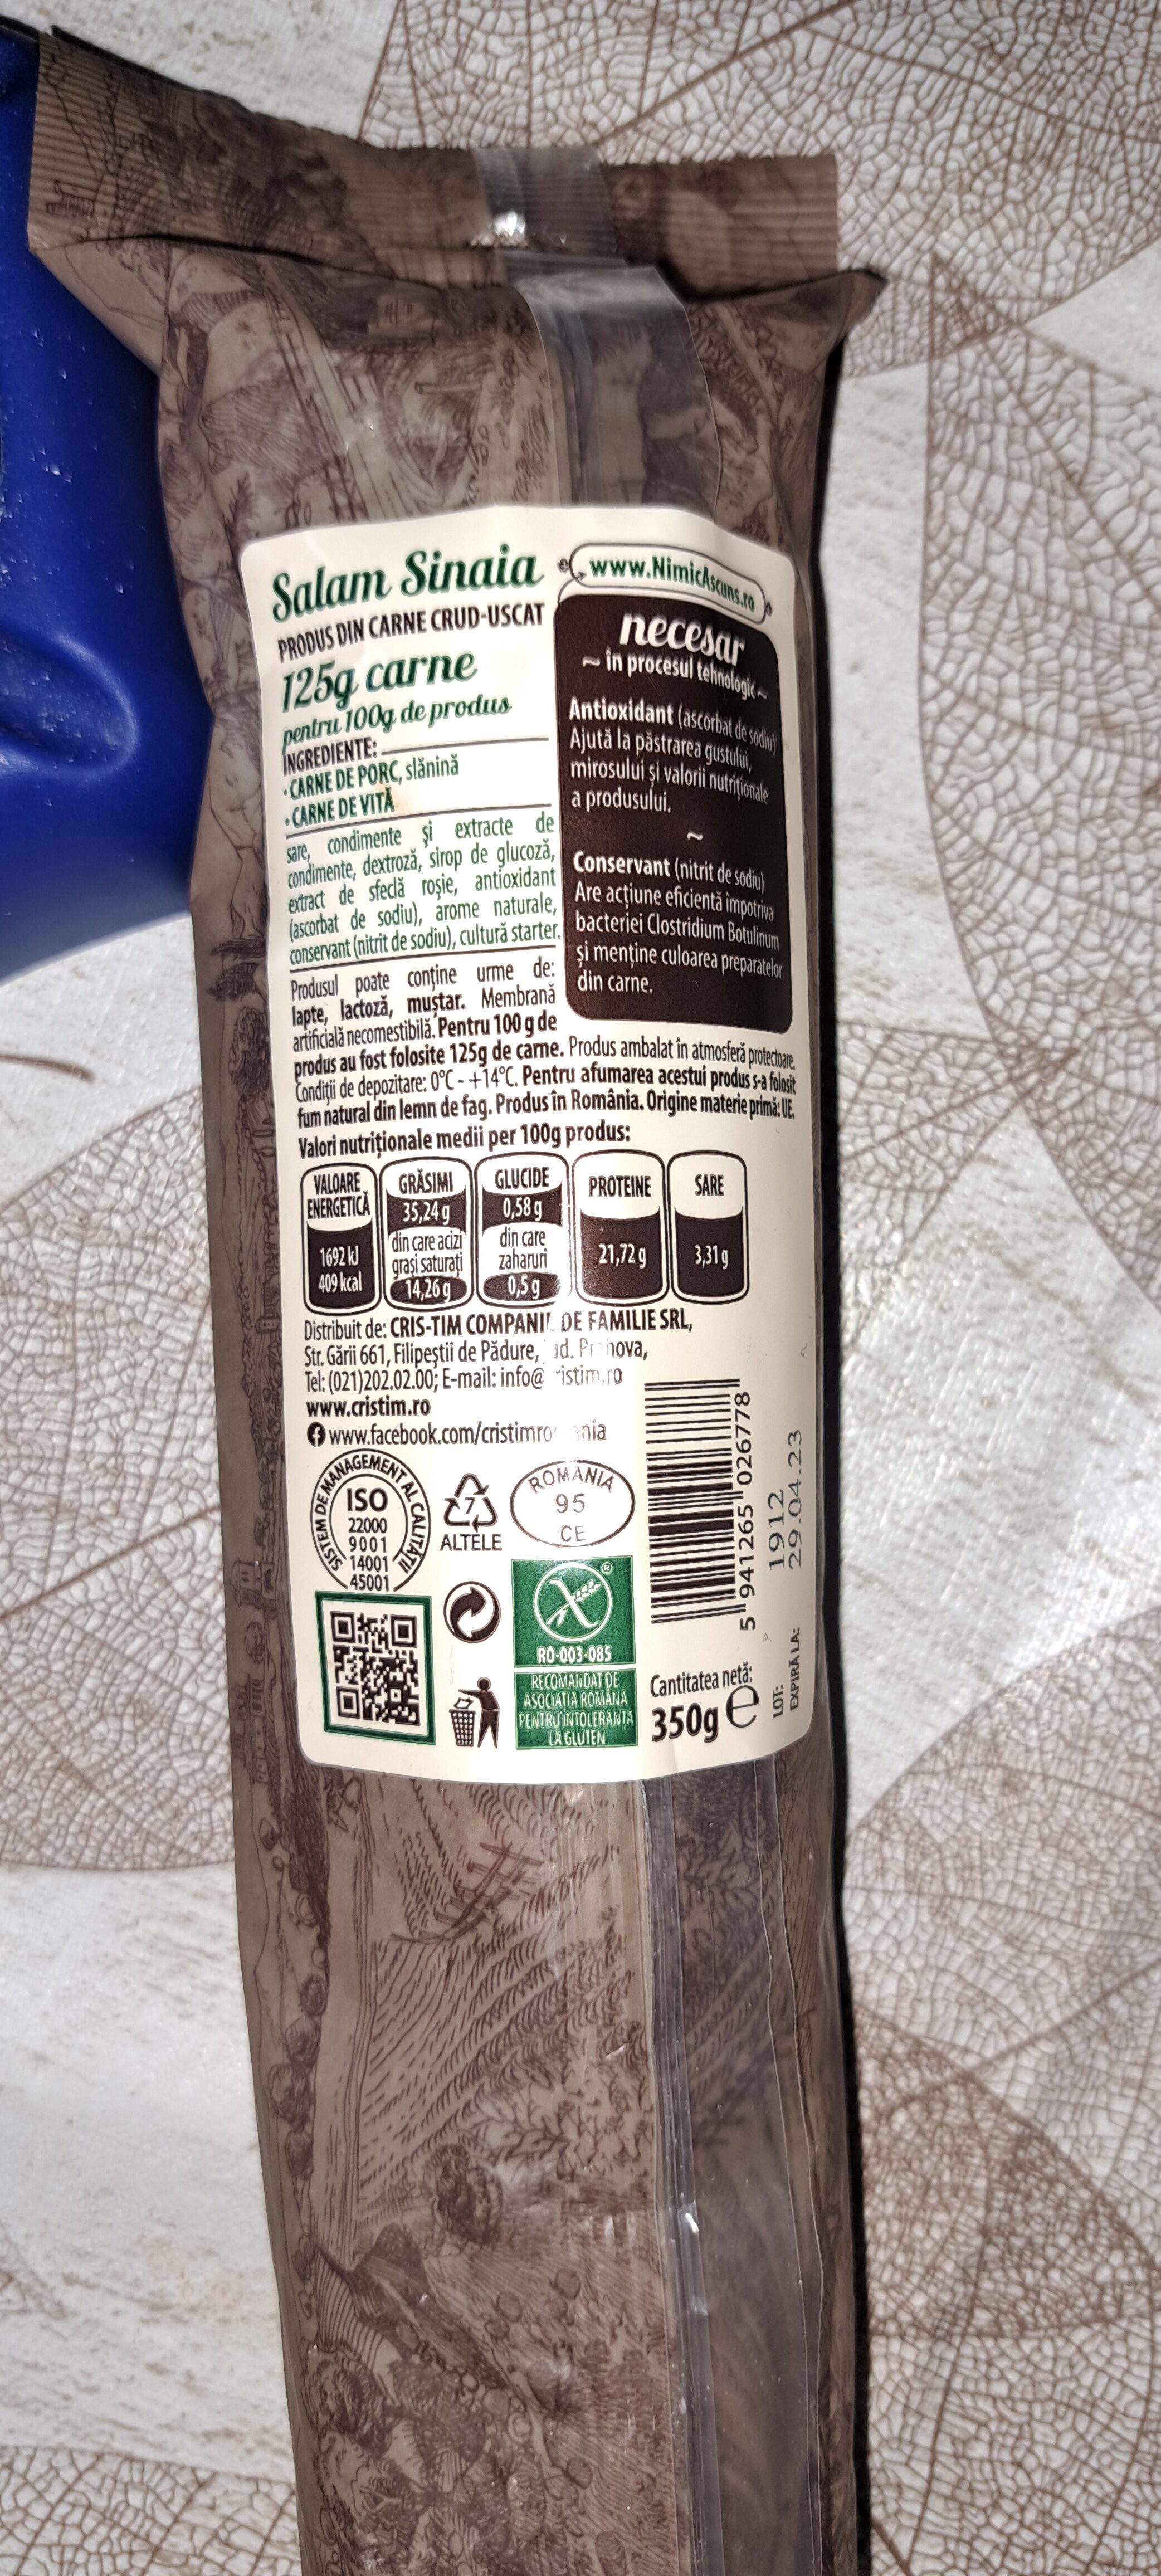 Salam Sinaia
PRODUS DIN CARNE CRUD-USCAT
125g carne
pentru 100g de produs
INGREDIENTE:
• CARNE DE PORC, slănină
• CARNE DE VITĂ
sare, condimente și extracte de
condimente, dextroză, sirop de glucoză,
extract de sfeclă roșie, antioxidant
(ascorbat de sodiu), arome naturale,
conservant (nitrit de sodiu), cultură starter.
Produsul poate conține urme de:
lapte, lactoză, muștar. Membrană
artificială necomestibilă. Pentru 100 g de
produs au fost folosite 125g de carne. Produs ambalat în atmosferă protectoare.
Condiții de depozitare: 0°C - +14°C. Pentru afumarea acestui produs s-a folosit
fum natural din lemn de fag. Produs în România. Origine materie primă: UE.
www.NimicAscuns.ro
necesar
~ în procesul tehnologic ~
Antioxidant (ascorbat de sodiu)
Ajută la păstrarea gustului,
mirosului și valorii nutriționale
a produsului.
~
Conservant (nitrit de sodiu)
Are acțiune eficientă împotriva
bacteriei Clostridium Botulinum
și menține culoarea preparatelor
din carne.
Valori nutriționale medii per 100g produs:
VALOARE
ENERGETICĂ
1692 kJ
409 kcal
GRĂSIMI
35,24 g
din care acizi
grași saturați
14,26 g
GLUCIDE
0,58 g
din care
zaharuri
0,5 g
PROTEINE
21,72 g
SARE
3,31 g
Distribuit de: CRIS-TIM DE FAMILIE SRL,
Str. Gării 661, Filipeștii de Pădure,
Tel: (021)202.02.00; E-mail:
www.cristim.ro
SISTEM DE MANAGEMENT AL CALITĂȚII
ISO
22000
9001
14001
45001
7
ALTELE
ROMÂNIA
95
CE
RO-003-085
RECOMANDAT DE
ASOCIAȚIA ROMÂNĂ
PENTRU INTOLERANȚĂ
LA GLUTEN
5 941265 026778
Cantitatea netă:
350g e
LOT: 1912
EXPIRĂ LA: 29.04.23